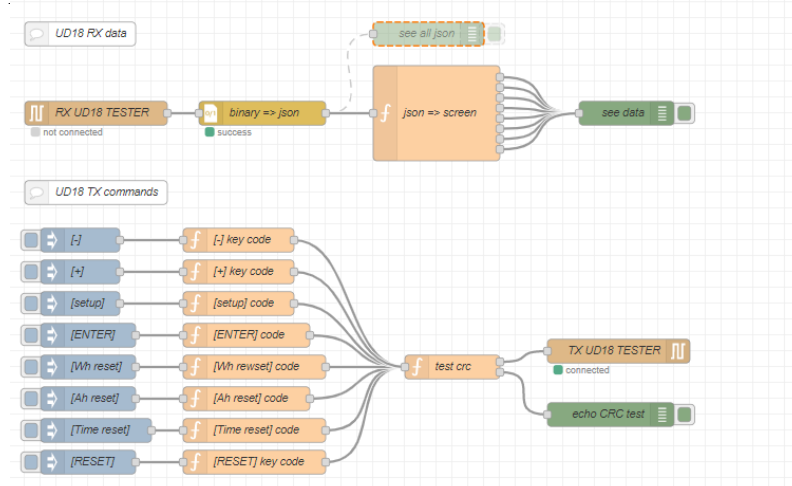 UD18 RX data
see all json
RX UD18 TESTER
binary => json
json => screen
see data
not connected
success
UD18 TX commands
[-]
[-] key code
[+]
[+] key code
[setup]
[setup] code
[ENTER]
[ENTER] code
TX UD18 TESTER
[Wh reset]
[Wh rewset] code
test crc
connected
[Ah reset]
[Ah reset] code
echo CRC test
[Time reset]
[Time reset] code
[RESET]
[RESET] key code